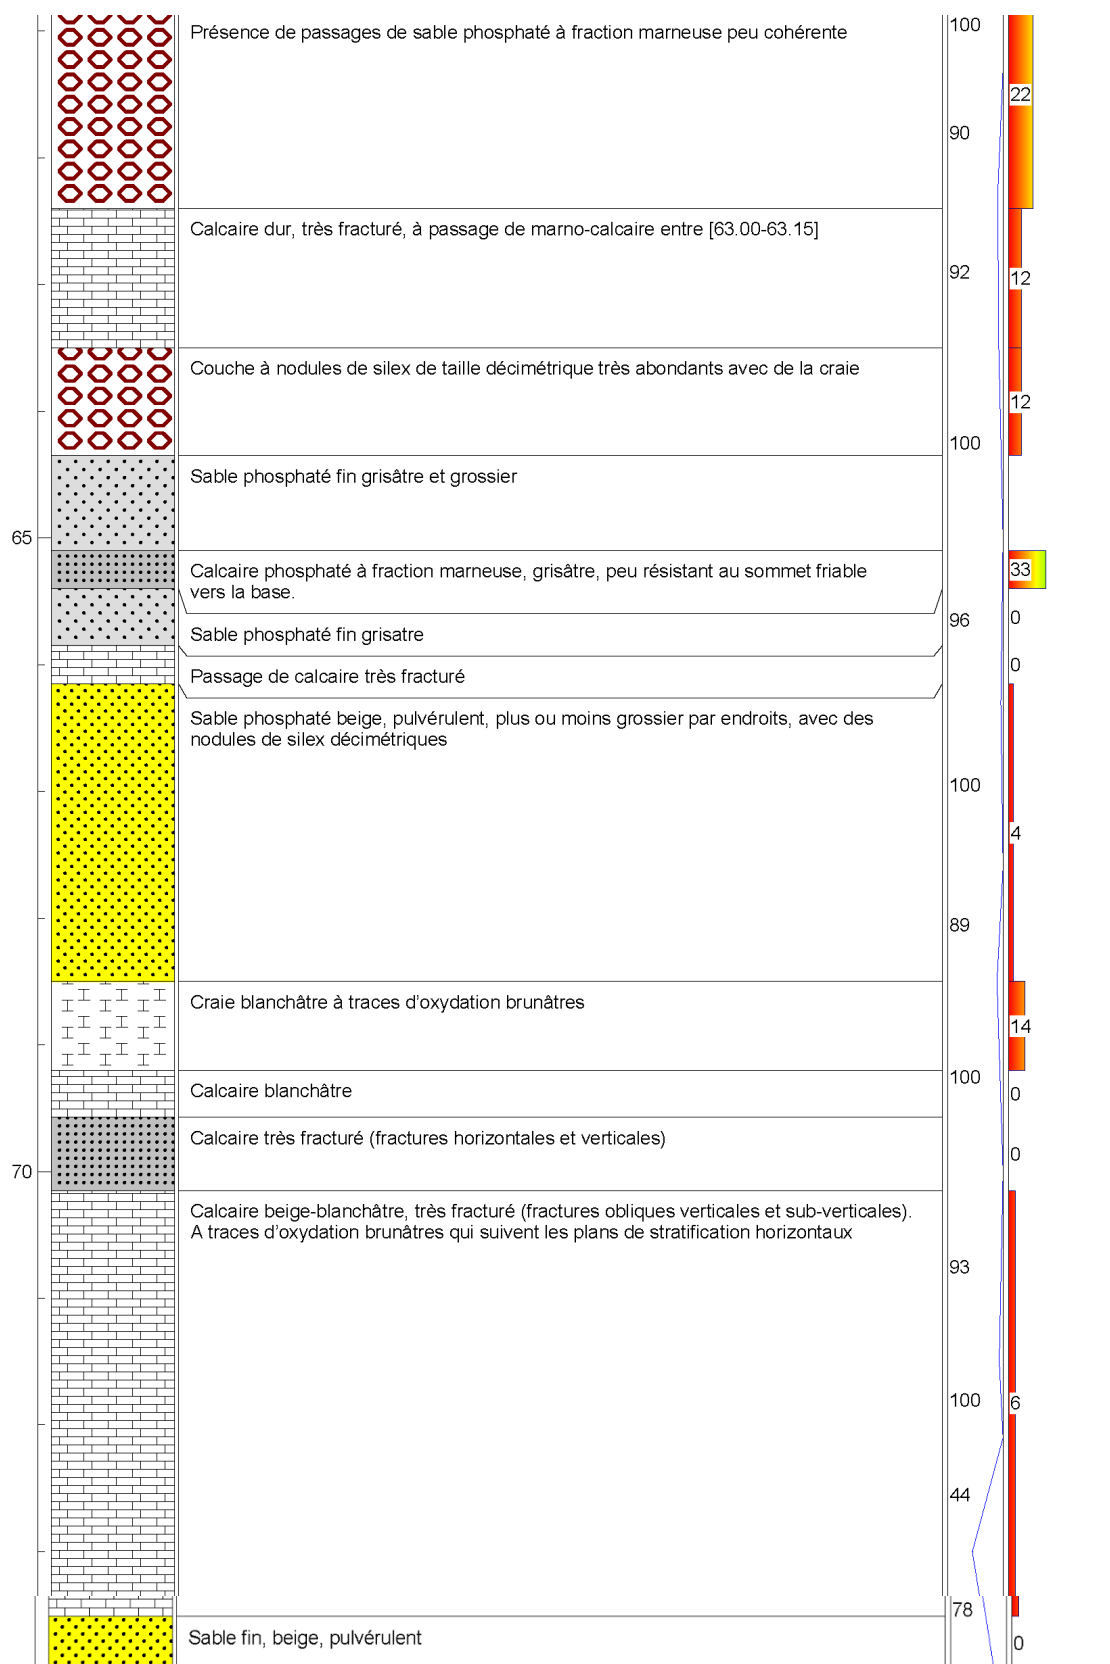 Présence de passages de sable phosphaté à fraction marneuse peu cohérente
100
22
90
Calcaire dur, très fracturé, à passage de marno-calcaire entre [63.00-63.15]
92
12
Couche à nodules de silex de taille décimétrique très abondants avec de la craie
12
100
Sable phosphaté fin grisâtre et grossier
65
Calcaire phosphaté à fraction marneuse, grisâtre, peu résistant au sommet friable
vers la base.
33
96
0
Sable phosphaté fin grisatre
0
Passage de calcaire très fracturé
Sable phosphaté beige, pulvérulent, plus ou moins grossier par endroits, avec des
nodules de silex décimétriques
100
4
89
Craie blanchâtre à traces d'oxydation brunâtres
14
100
Calcaire blanchâtre
0
Calcaire très fracturé (fractures horizontales et verticales)
0
70
Calcaire beige-blanchâtre, très fracturé (fractures obliques verticales et sub-verticales).
A traces d'oxydation brunâtres qui suivent les plans de stratification horizontaux
93
100
6
44
78
Sable fin, beige, pulvérulent
0